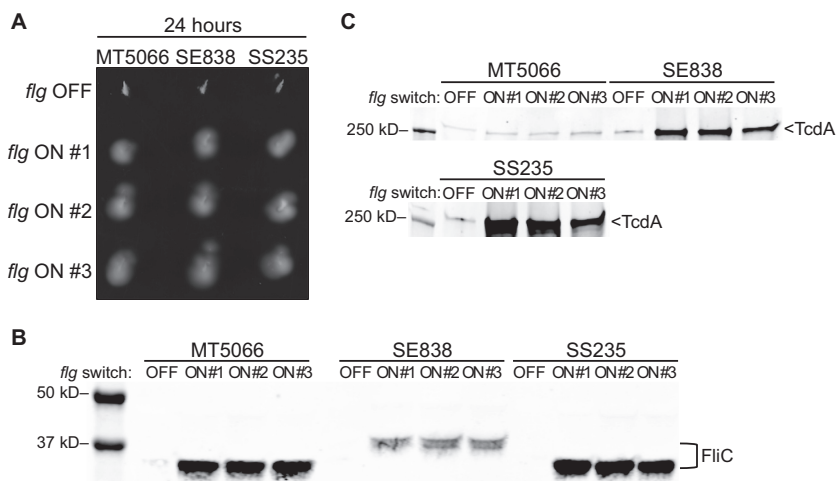 A
24 hours
MT5066 SE838 SS235
flg OFF
flg ON #1
flg ON #2
flg ON #3
C
MT5066 SE838
flg switch: OFF ON#1 ON#2 ON#3 OFF ON#1 ON#2 ON#3
250 kD– <TcdA
SS235
flg switch: OFF ON#1 ON#2 ON#3
250 kD– <TcdA
B
MT5066 SE838 SS235
flg switch: OFF ON#1 ON#2 ON#3 OFF ON#1 ON#2 ON#3 OFF ON#1 ON#2 ON#3
50 kD–
37 kD–
FliC